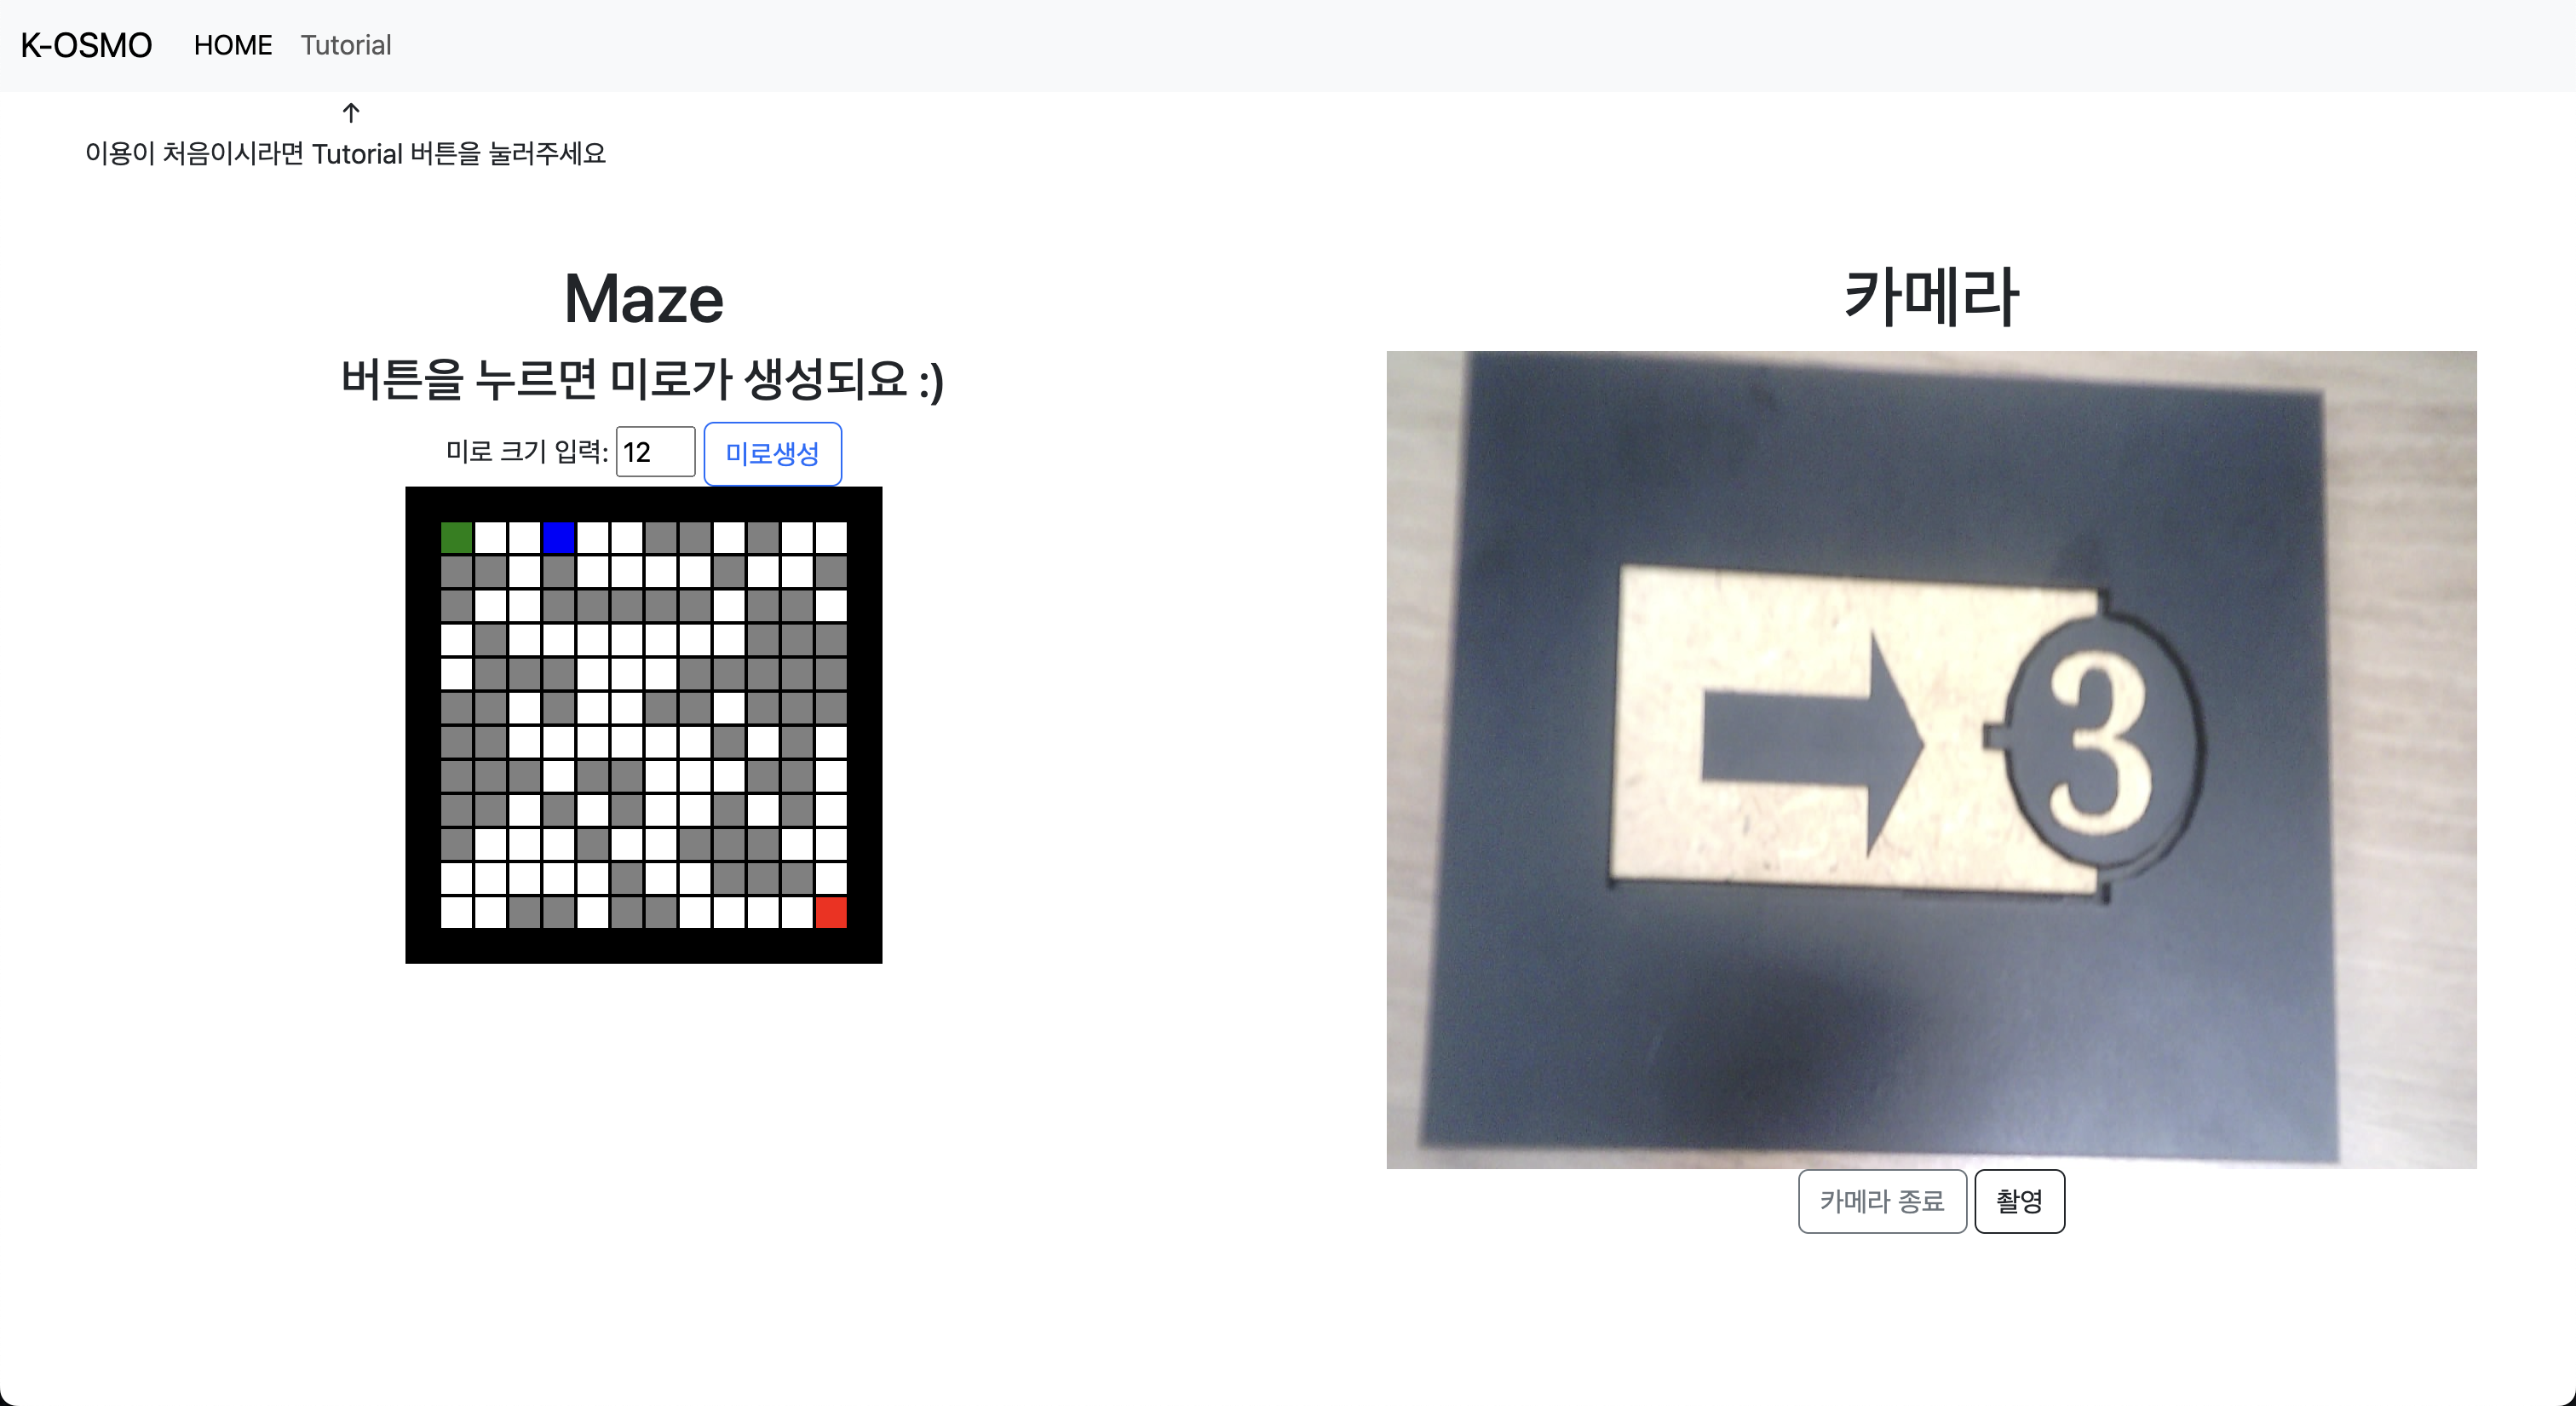 K-OSMO HOME Tutorial
↑
이용이 처음이시라면 Tutorial 버튼을 눌러주세요
Maze
버튼을 누르면 미로가 생성되요 :)
미로 크기 입력: 12 미로생성
카메라
3
카메라 종료 촬영